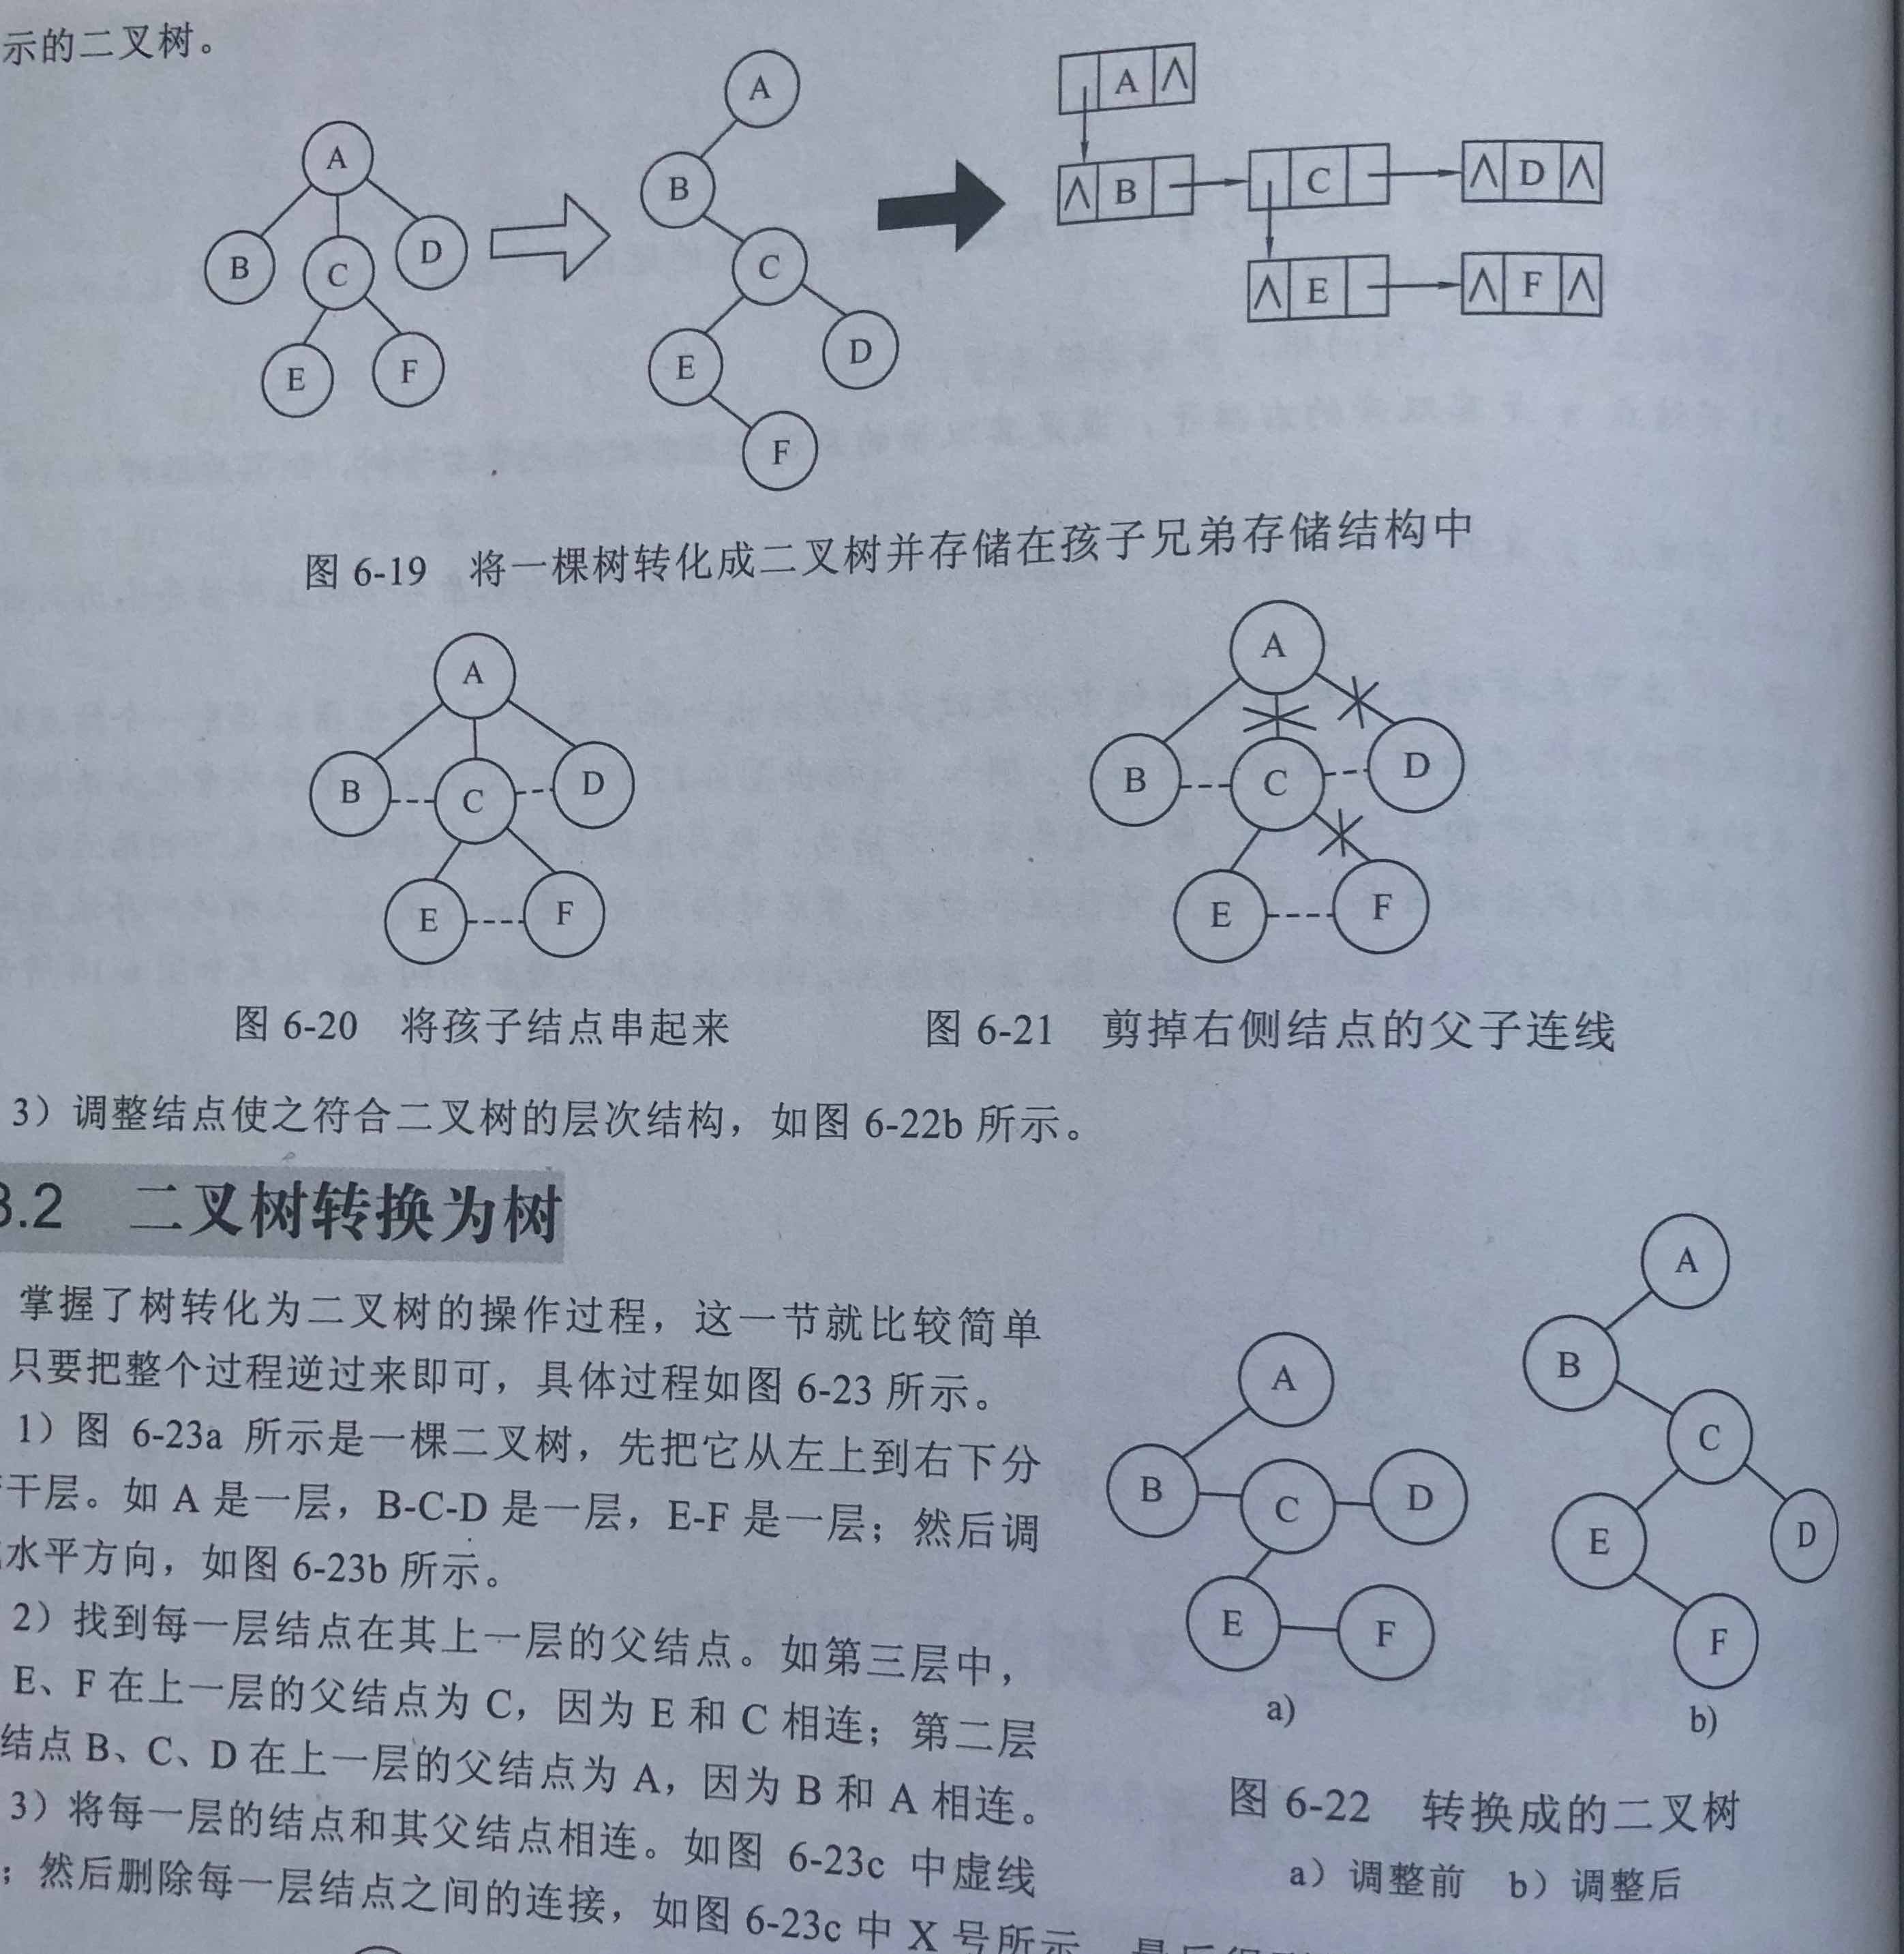 示的二叉树。
A
B
C
D
E
F
A
B
C
E
D
F
A ∧
∧ B
C
∧ D ∧
∧ E
∧ F ∧
图 6-19 将一棵树转化成二叉树并存储在孩子兄弟存储结构中
A
B
C
D
E
F
A
B
C
D
E
F
图 6-20 将孩子结点串起来
图 6-21 剪掉右侧结点的父子连线
3）调整结点使之符合二叉树的层次结构，如图 6-22b 所示。
3.2 二叉树转换为树
掌握了树转化为二叉树的操作过程，这一节就比较简单
只要把整个过程逆过来即可，具体过程如图 6-23 所示。
1）图 6-23a 所示是一棵二叉树，先把它从左上到右下分
干层。如 A 是一层，B-C-D 是一层，E-F 是一层；然后调
水平方向，如图 6-23b 所示。
2）找到每一层结点在其上一层的父结点。如第三层中，
E、F 在上一层的父结点为 C，因为 E 和 C 相连；第二层
结点 B、C、D 在上一层的父结点为 A，因为 B 和 A 相连。
3）将每一层的结点和其父结点相连。如图 6-23c 中虚线
；然后删除每一层结点之间的连接，如图 6-23c 中 X 号所示
A
B
C
D
E
F
a)
A
B
C
E
D
F
b)
图 6-22 转换成的二叉树
a）调整前 b）调整后